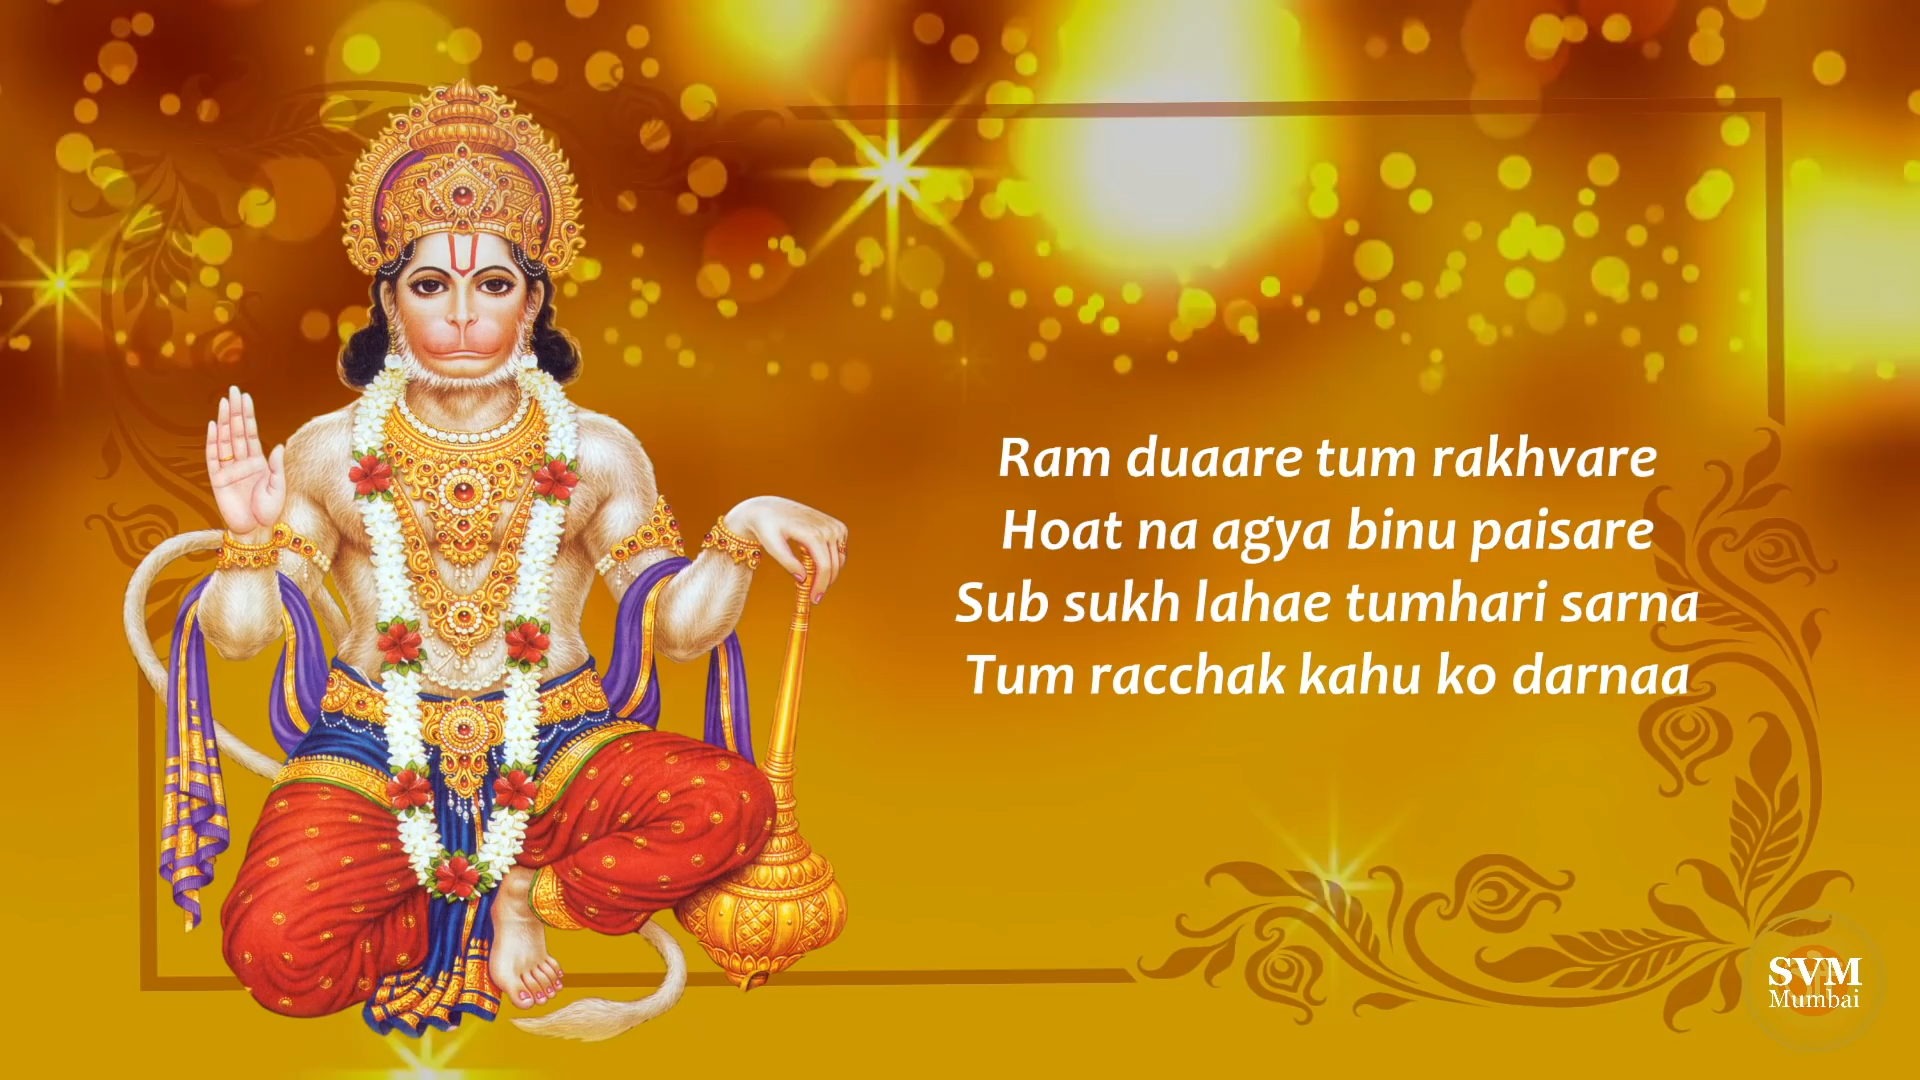 Ram duaare tum rakhvare
Hoat na agya binu paisare
Sub sukh lahae tumhari sarna
Tum racchak kahu ko darnaa
SVM
Mumbai